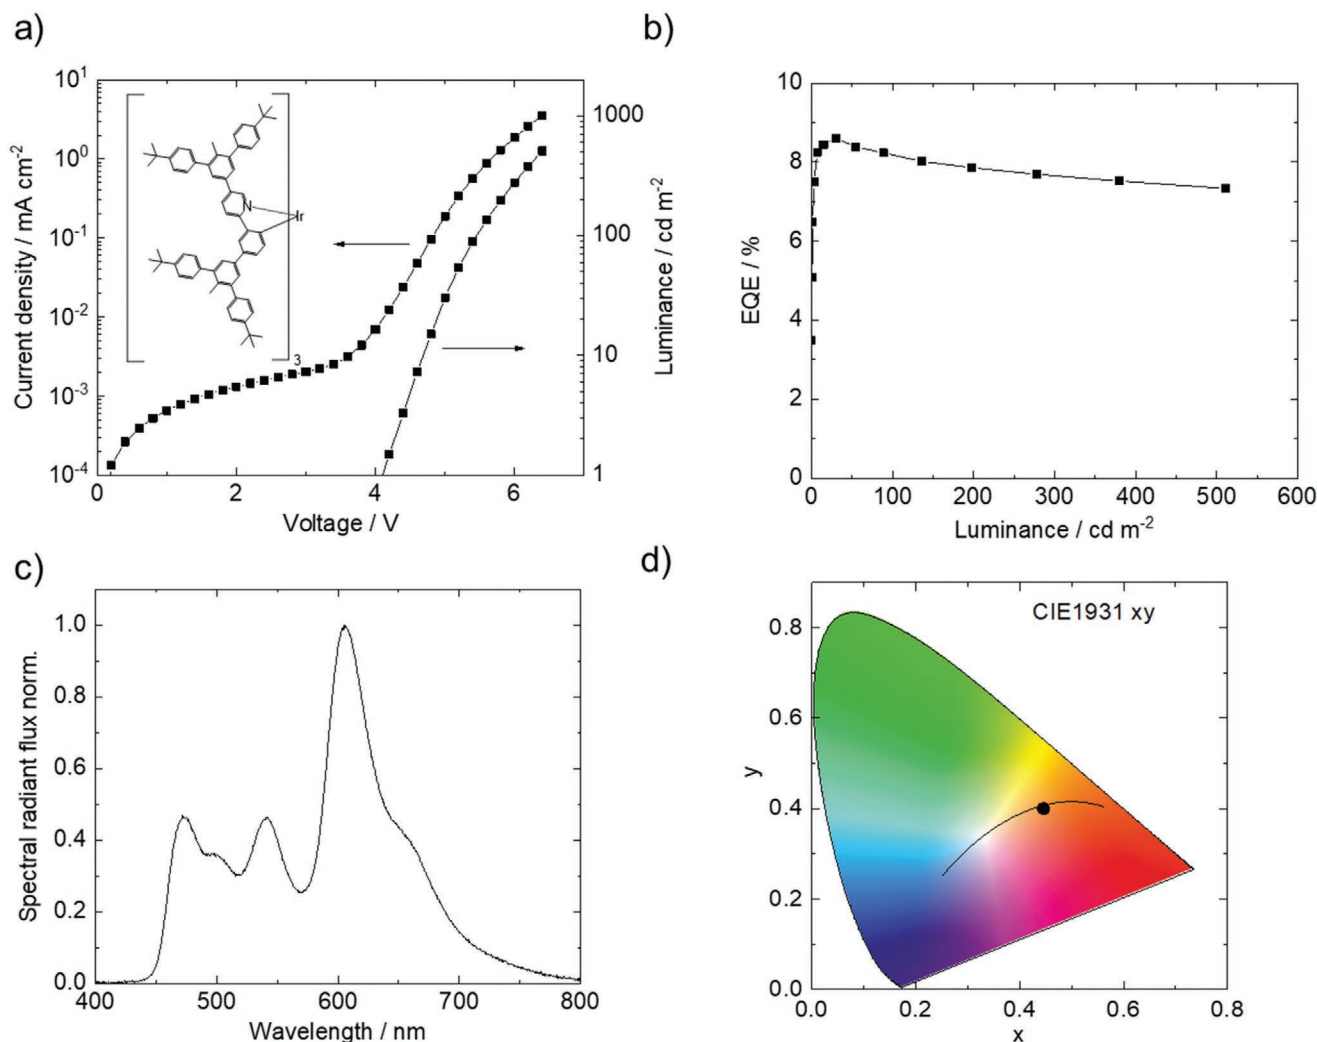 a)
10¹
10⁰
10⁻¹
10⁻²
10⁻³
10⁻⁴
Current density / mA cm⁻²
N
Ir
3
1000
100
10
1
Luminance / cd m⁻²
0 2 4 6
Voltage / V
b)
10
8
6
4
2
0
EQE / %
0 100 200 300 400 500 600
Luminance / cd m⁻²
c)
1.0
0.8
0.6
0.4
0.2
0.0
Spectral radiant flux norm.
400 500 600 700 800
Wavelength / nm
d)
CIE1931 xy
0.8
0.6
0.4
0.2
0.0
y
0.0 0.2 0.4 0.6 0.8
x